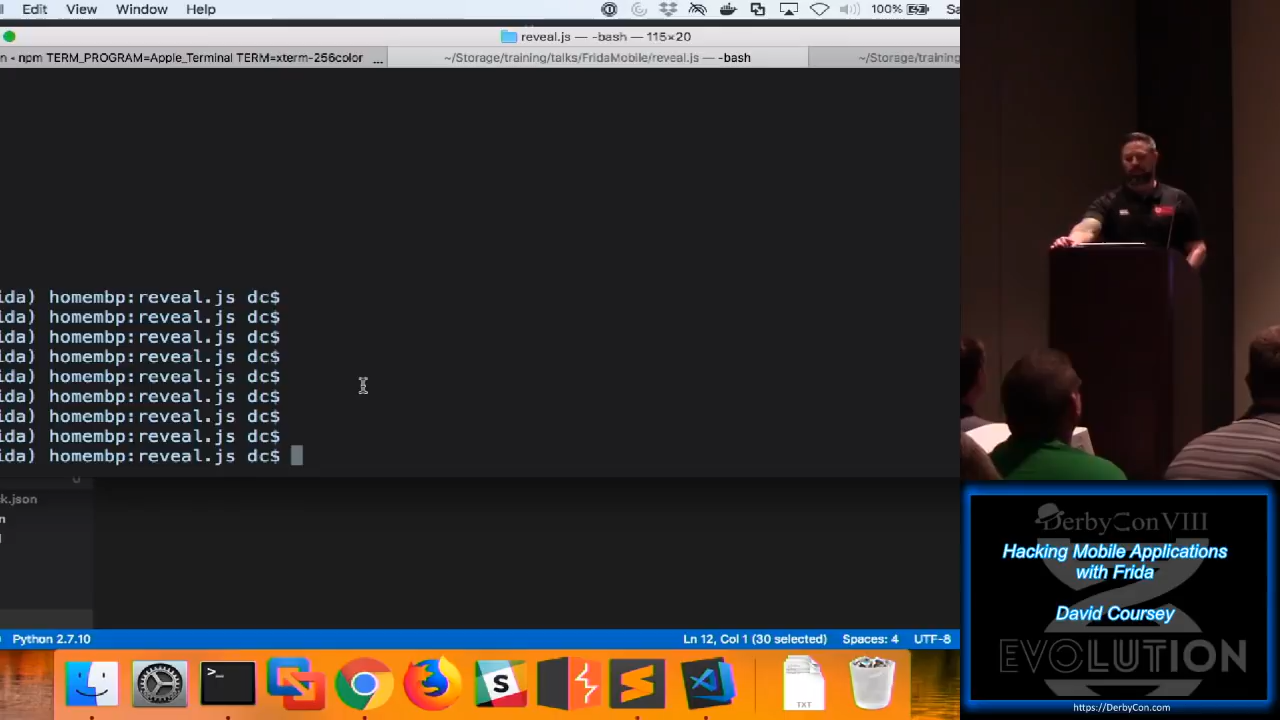 Edit View Window Help 100% Sa
reveal.js — -bash — 115×20
n - npm TERM_PROGRAM=Apple_Terminal TERM=xterm-256color ...
~/Storage/training/talks/FridaMobile/reveal.js — -bash
~/Storage/training
ida) homembp:reveal.js dc$
ida) homembp:reveal.js dc$
ida) homembp:reveal.js dc$
ida) homembp:reveal.js dc$
ida) homembp:reveal.js dc$
ida) homembp:reveal.js dc$
ida) homembp:reveal.js dc$
ida) homembp:reveal.js dc$
ida) homembp:reveal.js dc$
k.json
n
Python 2.7.10 Ln 12, Col 1 (30 selected) Spaces: 4 UTF-8
>_
S
S
TXT
DerbyCon VIII
Hacking Mobile Applications
with Frida
David Coursey
EVOLUTION
https://DerbyCon.com